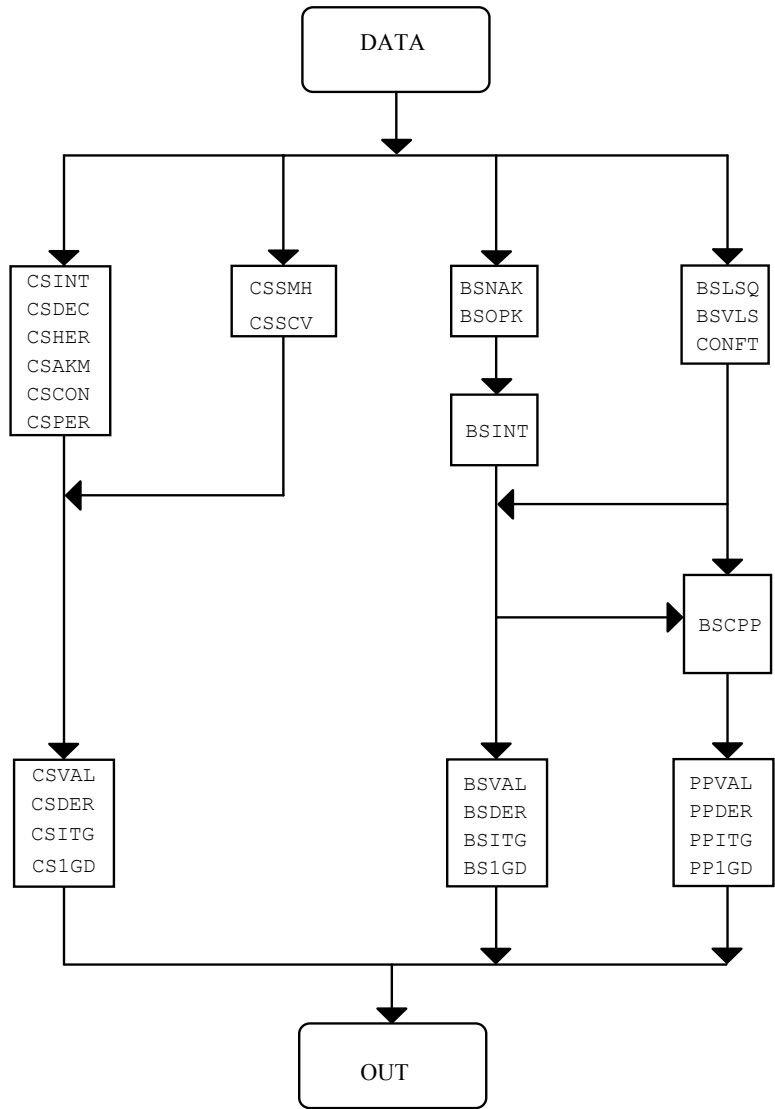 DATA
CSINT
CSDEC
CSHER
CSAKM
CSCON
CSPER
CSSMH
CSSCV
BSNAK
BSOPK
BSINT
BSLSQ
BSVLS
CONFT
BSCPP
CSVAL
CSDER
CSITG
CS1GD
BSVAL
BSDER
BSITG
BS1GD
PPVAL
PPDER
PPITG
PP1GD
OUT